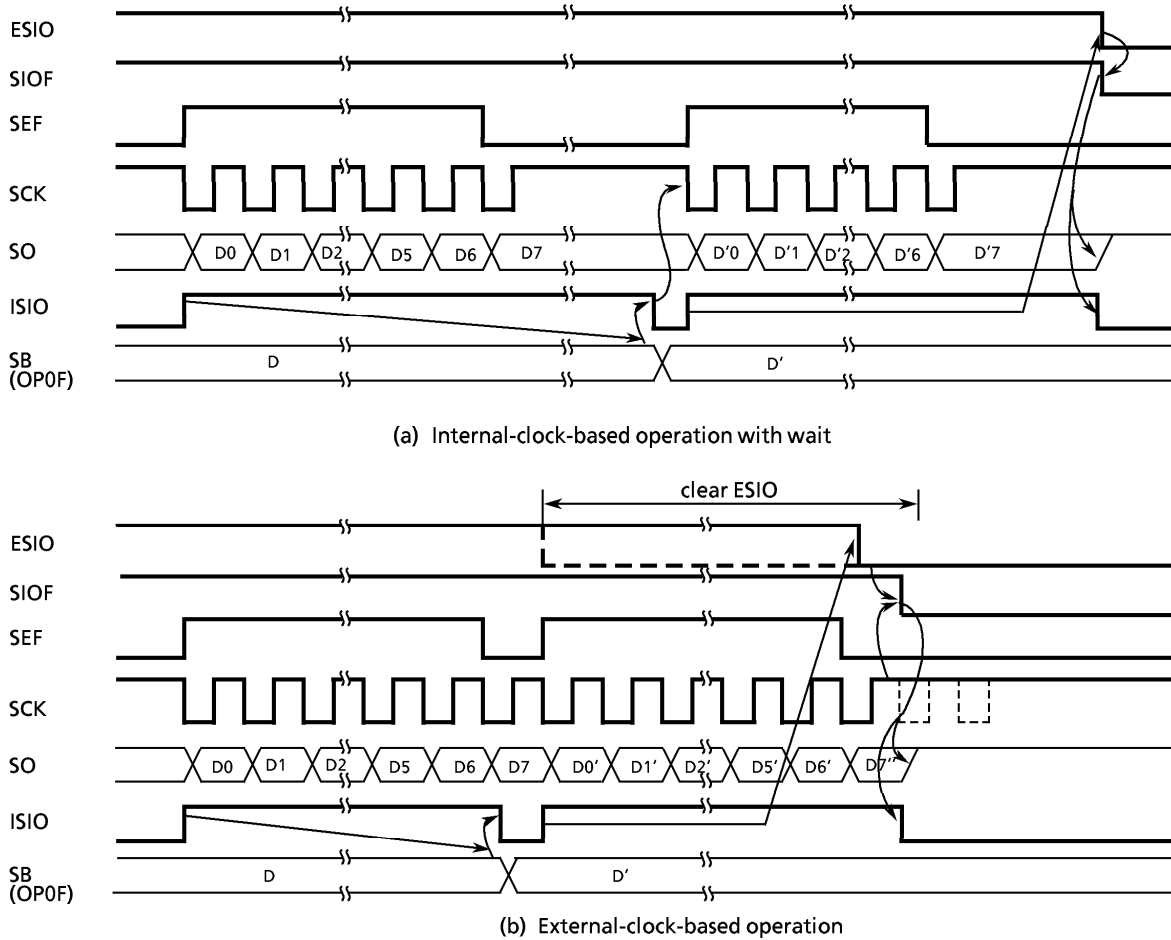 ESIO
SIOF
SEF
SCK
SO D0 D1 D2 D5 D6 D7 D'0 D'1 D'2 D'6 D'7
ISIO
SB D D'
(OP0F)
(a) Internal-clock-based operation with wait
clear ESIO
ESIO
SIOF
SEF
SCK
SO D0 D1 D2 D5 D6 D7 D0' D1' D2' D5' D6' D7''
ISIO
SB D D'
(OP0F)
(b) External-clock-based operation